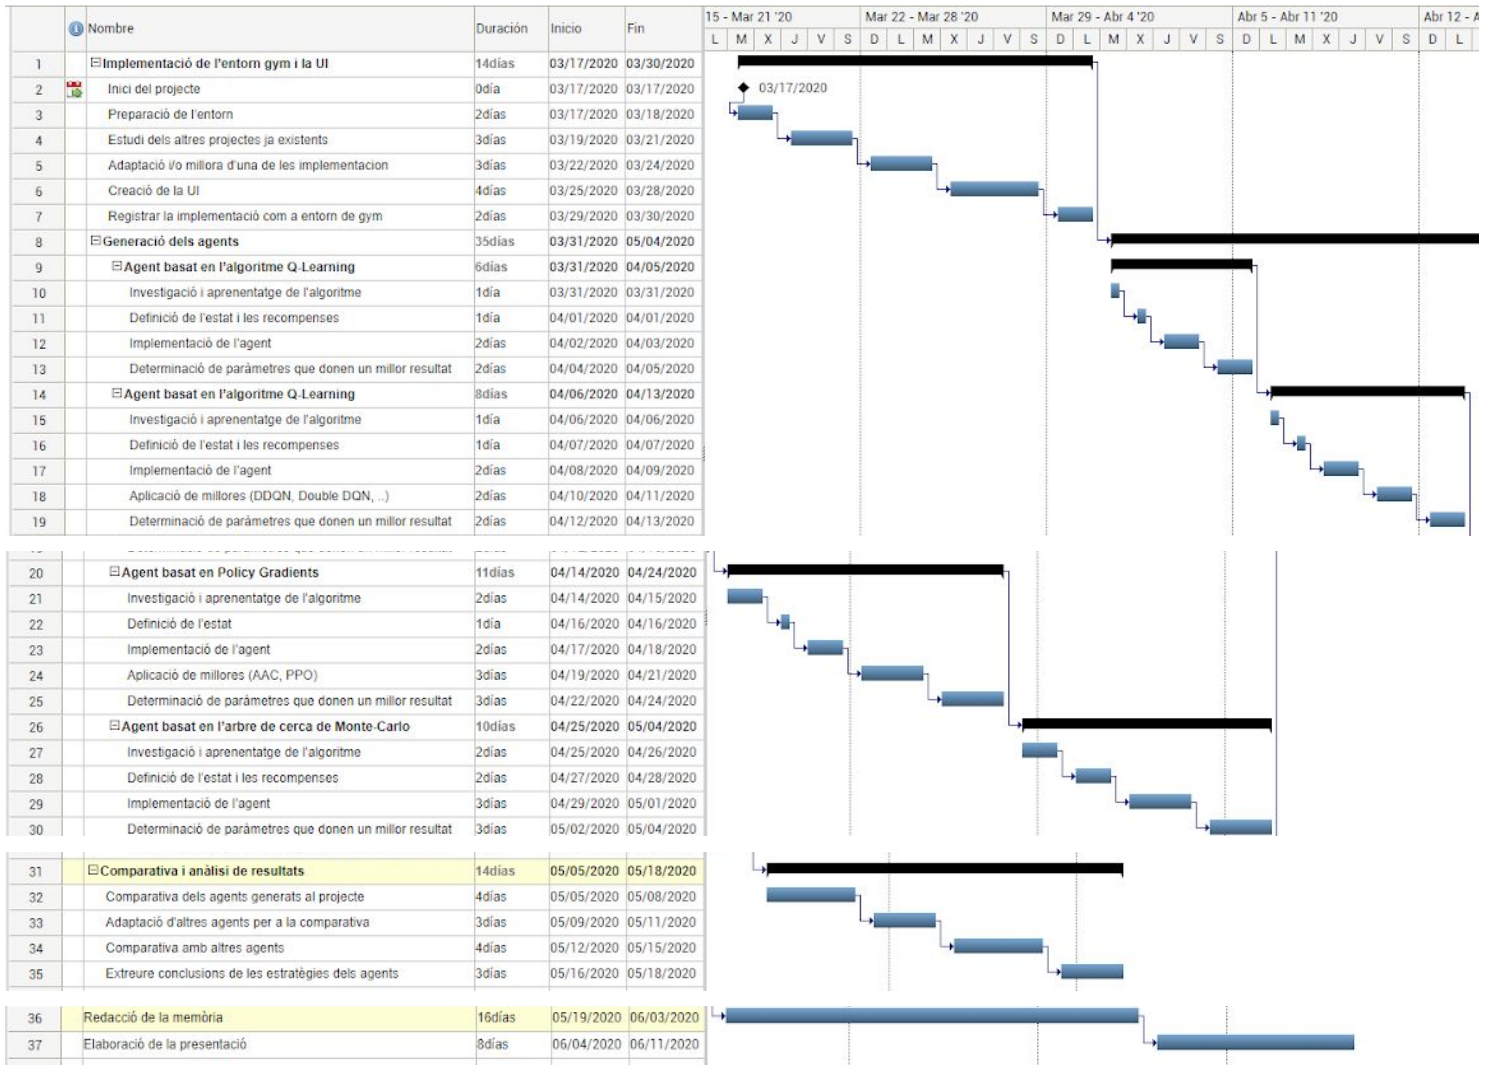 Nombre Duración Inicio Fin
15 - Mar 21 '20 Mar 22 - Mar 28 '20 Mar 29 - Abr 4 '20 Abr 5 - Abr 11 '20 Abr 12 - A
L M X J V S D L M X J V S D L M X J V S D L M X J V S D L
1 Implementació de l'entorn gym i la UI 14días 03/17/2020 03/30/2020
2 Inici del projecte 0día 03/17/2020 03/17/2020 03/17/2020
3 Preparació de l'entorn 2días 03/17/2020 03/18/2020
4 Estudi dels altres projectes ja existents 3días 03/19/2020 03/21/2020
5 Adaptació i/o millora d'una de les implementacion 3días 03/22/2020 03/24/2020
6 Creació de la UI 4días 03/25/2020 03/28/2020
7 Registrar la implementació com a entorn de gym 2días 03/29/2020 03/30/2020
8 Generació dels agents 35días 03/31/2020 05/04/2020
9 Agent basat en l'algoritme Q-Learning 6días 03/31/2020 04/05/2020
10 Investigació i aprenentatge de l'algoritme 1día 03/31/2020 03/31/2020
11 Definició de l'estat i les recompenses 1día 04/01/2020 04/01/2020
12 Implementació de l'agent 2días 04/02/2020 04/03/2020
13 Determinació de paràmetres que donen un millor resultat 2días 04/04/2020 04/05/2020
14 Agent basat en l'algoritme Q-Learning 8días 04/06/2020 04/13/2020
15 Investigació i aprenentatge de l'algoritme 1día 04/06/2020 04/06/2020
16 Definició de l'estat i les recompenses 1día 04/07/2020 04/07/2020
17 Implementació de l'agent 2días 04/08/2020 04/09/2020
18 Aplicació de millores (DDQN, Double DQN, ..) 2días 04/10/2020 04/11/2020
19 Determinació de paràmetres que donen un millor resultat 2días 04/12/2020 04/13/2020
20 Agent basat en Policy Gradients 11días 04/14/2020 04/24/2020
21 Investigació i aprenentatge de l'algoritme 2días 04/14/2020 04/15/2020
22 Definició de l'estat 1día 04/16/2020 04/16/2020
23 Implementació de l'agent 2días 04/17/2020 04/18/2020
24 Aplicació de millores (AAC, PPO) 3días 04/19/2020 04/21/2020
25 Determinació de paràmetres que donen un millor resultat 3días 04/22/2020 04/24/2020
26 Agent basat en l'arbre de cerca de Monte-Carlo 10días 04/25/2020 05/04/2020
27 Investigació i aprenentatge de l'algoritme 2días 04/25/2020 04/26/2020
28 Definició de l'estat i les recompenses 2días 04/27/2020 04/28/2020
29 Implementació de l'agent 3días 04/29/2020 05/01/2020
30 Determinació de paràmetres que donen un millor resultat 3días 05/02/2020 05/04/2020
31 Comparativa i anàlisi de resultats 14días 05/05/2020 05/18/2020
32 Comparativa dels agents generats al projecte 4días 05/05/2020 05/08/2020
33 Adaptació d'altres agents per a la comparativa 3días 05/09/2020 05/11/2020
34 Comparativa amb altres agents 4días 05/12/2020 05/15/2020
35 Extreure conclusions de les estratègies dels agents 3días 05/16/2020 05/18/2020
36 Redacció de la memòria 16días 05/19/2020 06/03/2020
37 Elaboració de la presentació 8días 06/04/2020 06/11/2020